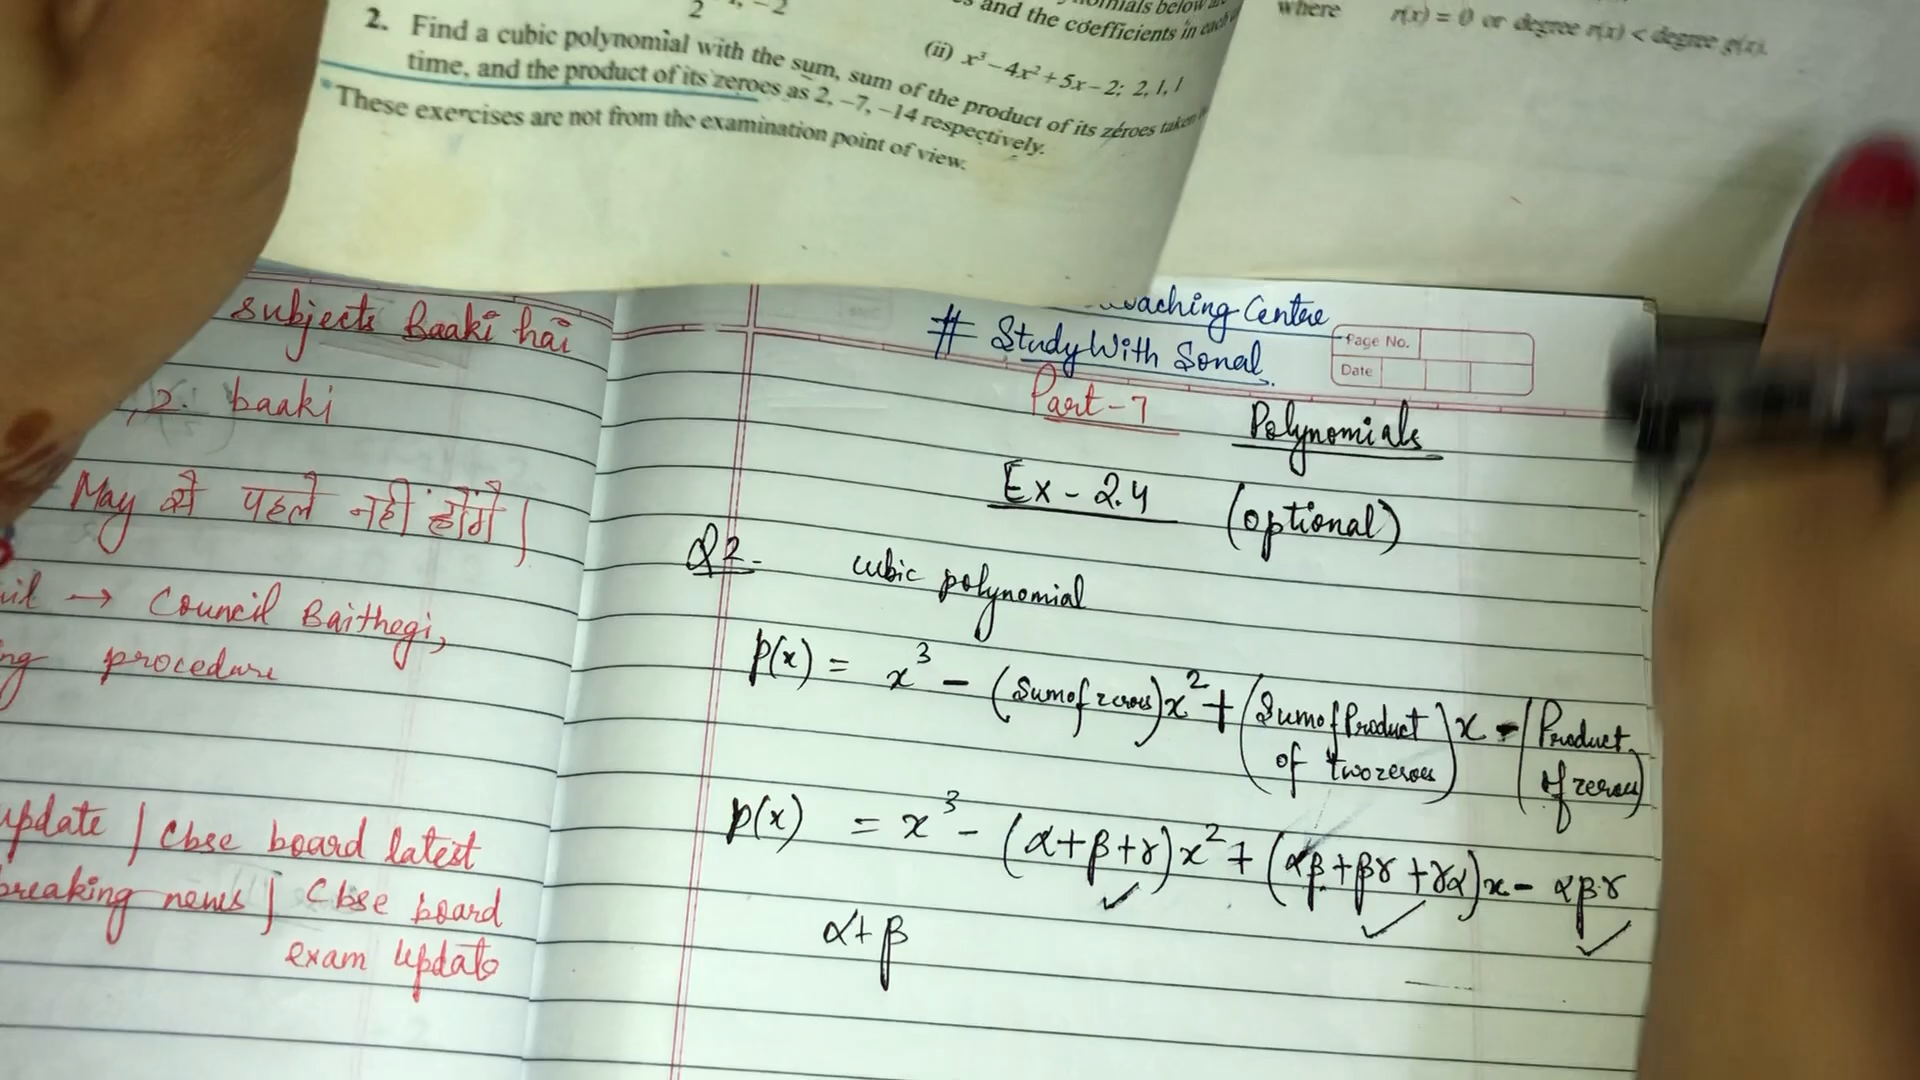 2, -2
and the coefficients in each
(ii) x³ – 4x² + 5x – 2; 2, 1, 1
2. Find a cubic polynomial with the sum, sum of the product of its zeroes taken
time, and the product of its zeroes as 2, –7, –14 respectively.
*These exercises are not from the examination point of view.
where r(x) = 0 or degree r(x) < degree g(x).
subjects Baaki hai
2. baaki
May से पहले नहीं होंगे |
→ Council Baithegi,
procedure
update / Cbse board latest
breaking news | Cbse board
exam update
Coaching Centre
# StudyWith Sonal
Page No.
Date
Part - 7
Polynomials
Ex - 2.4 (optional)
Q2- cubic polynomial
p(x) = x³ - (Sum of zeroes)x² + (Sum of Product of two zeroes)x - (Product of zeroes)
p(x) = x³ - (α+β+γ)x² + (αβ+βγ+γα)x - αβγ
α+β